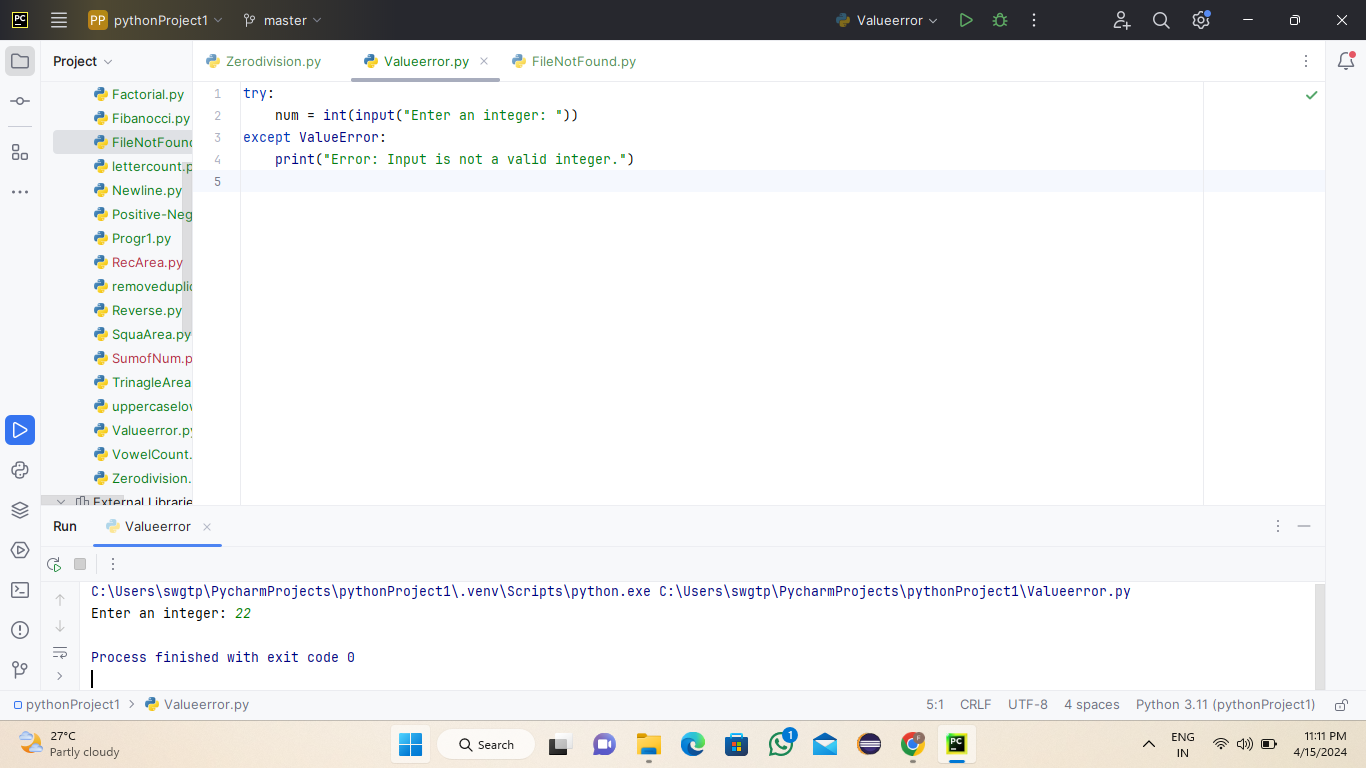 PC PP pythonProject1 master Valueerror
Project Zerodivision.py Valueerror.py FileNotFound.py
Factorial.py
Fibanocci.py
FileNotFound
lettercount.p
Newline.py
Positive-Neg
Progr1.py
RecArea.py
removeduplic
Reverse.py
SquaArea.py
SumofNum.p
TrinagleArea
uppercaselow
Valueerror.py
VowelCount.
Zerodivision.
External Librarie
1 try:
2 num = int(input("Enter an integer: "))
3 except ValueError:
4 print("Error: Input is not a valid integer.")
5
Run Valueerror
C:\Users\swgtp\PycharmProjects\pythonProject1\.venv\Scripts\python.exe C:\Users\swgtp\PycharmProjects\pythonProject1\Valueerror.py
Enter an integer: 22
Process finished with exit code 0
pythonProject1 > Valueerror.py 5:1 CRLF UTF-8 4 spaces Python 3.11 (pythonProject1)
27°C
Partly cloudy
Search
1
PC
ENG
IN
11:11 PM
4/15/2024